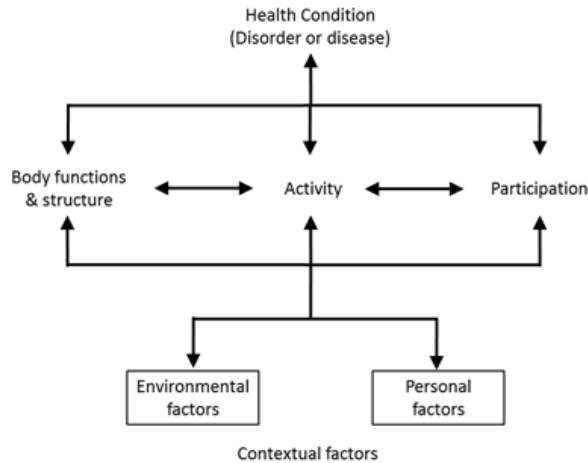 Health Condition
(Disorder or disease)
Body functions
& structure
Activity
Participation
Environmental
factors
Personal
factors
Contextual factors